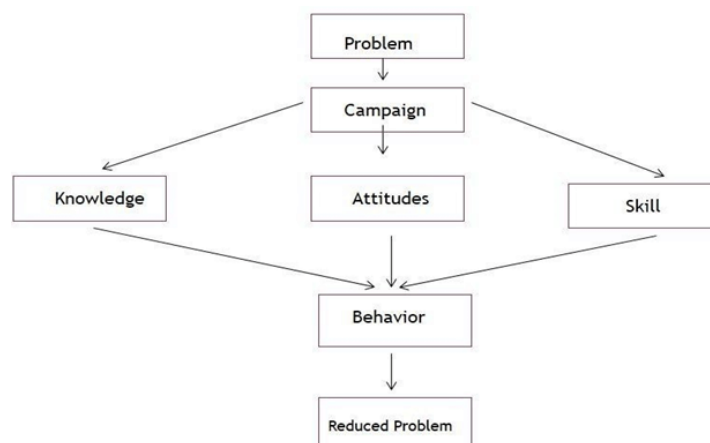 Problem
Campaign
Knowledge
Attitudes
Skill
Behavior
Reduced Problem